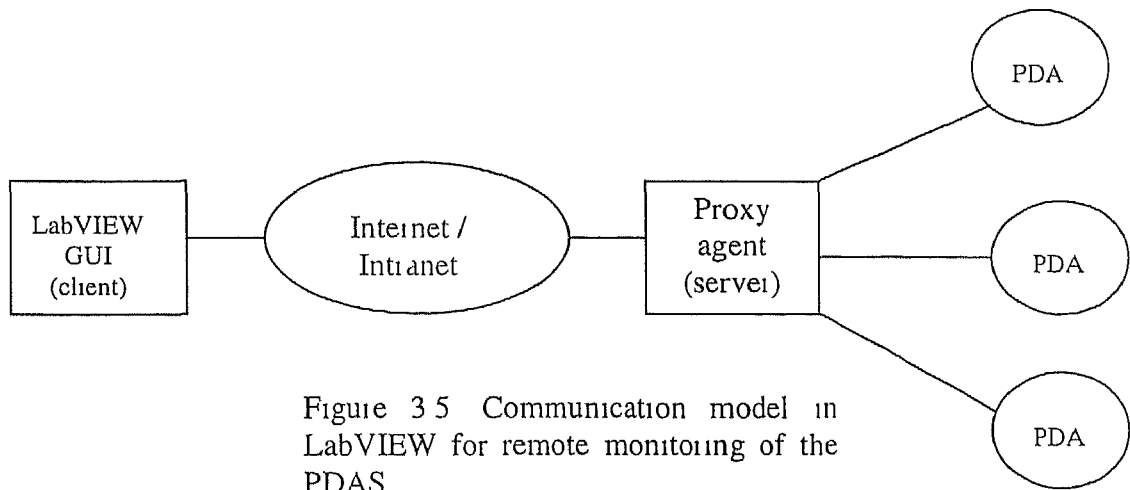 PDA
LabVIEW
GUI
(client)
Internet /
Intranet
Proxy
agent
(server)
PDA
PDA
Figure 3 5 Communication model in
LabVIEW for remote monitoring of the
PDAS